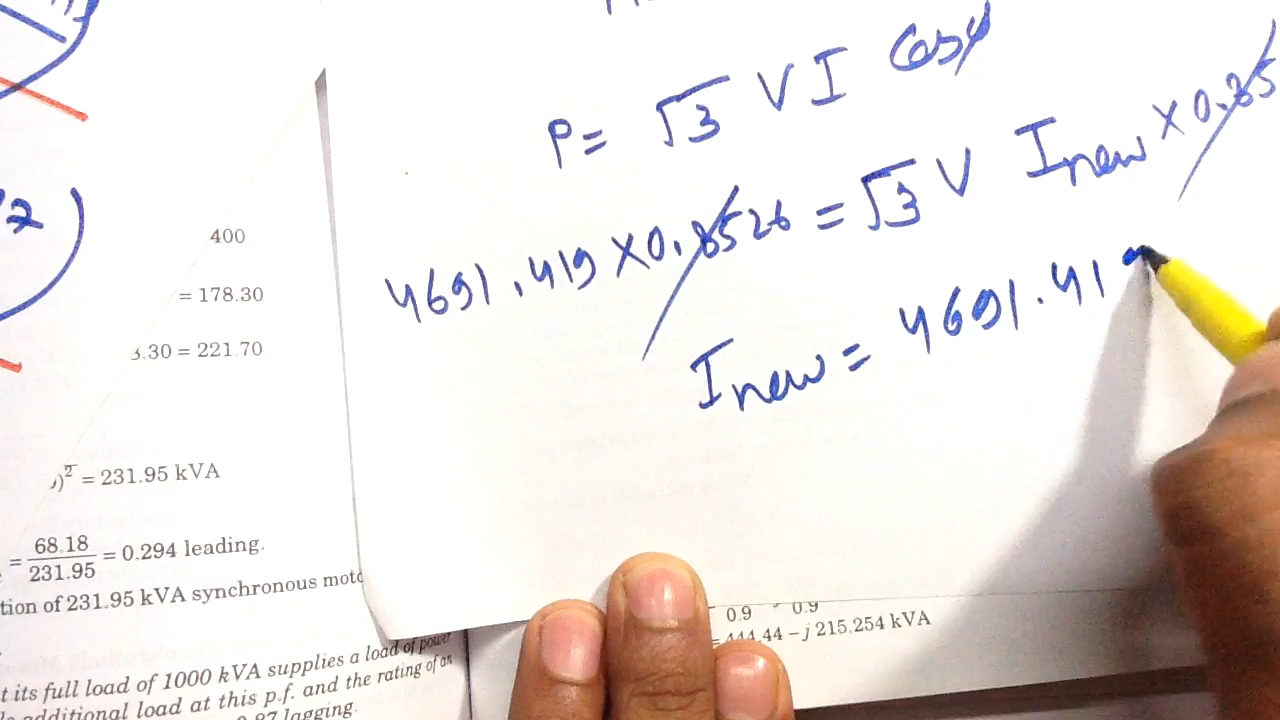 P = √3 V I Cosφ
4691.419 × 0.8526 = √3 V Inew × 0.85
Inew = 4691.41
2)
400
= 178.30
3.30 = 221.70
)² = 231.95 kVA
= 68.18 / 231.95 = 0.294 leading.
tion of 231.95 kVA synchronous moto
t its full load of 1000 kVA supplies a load of power
additional load at this p.f. and the rating of an
0.87 lagging.
0.9 0.9
= 444.44 – j 215.254 kVA